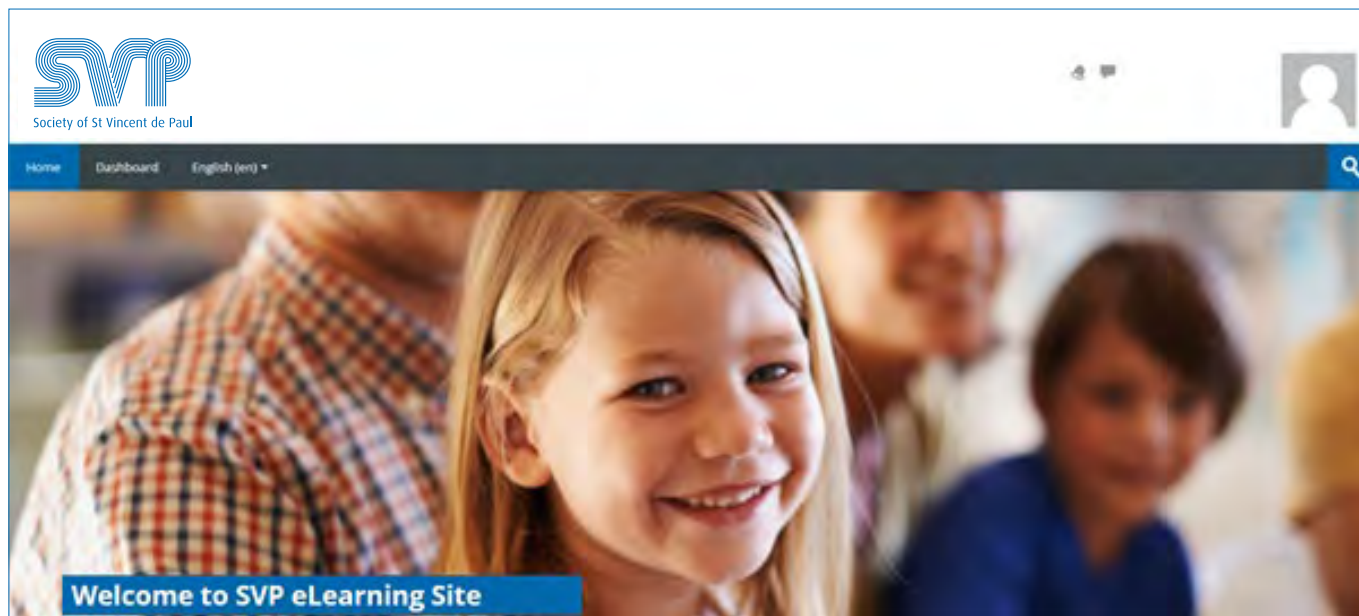 SVP
Society of St Vincent de Paul
Home Dashboard English (en)
Welcome to SVP eLearning Site